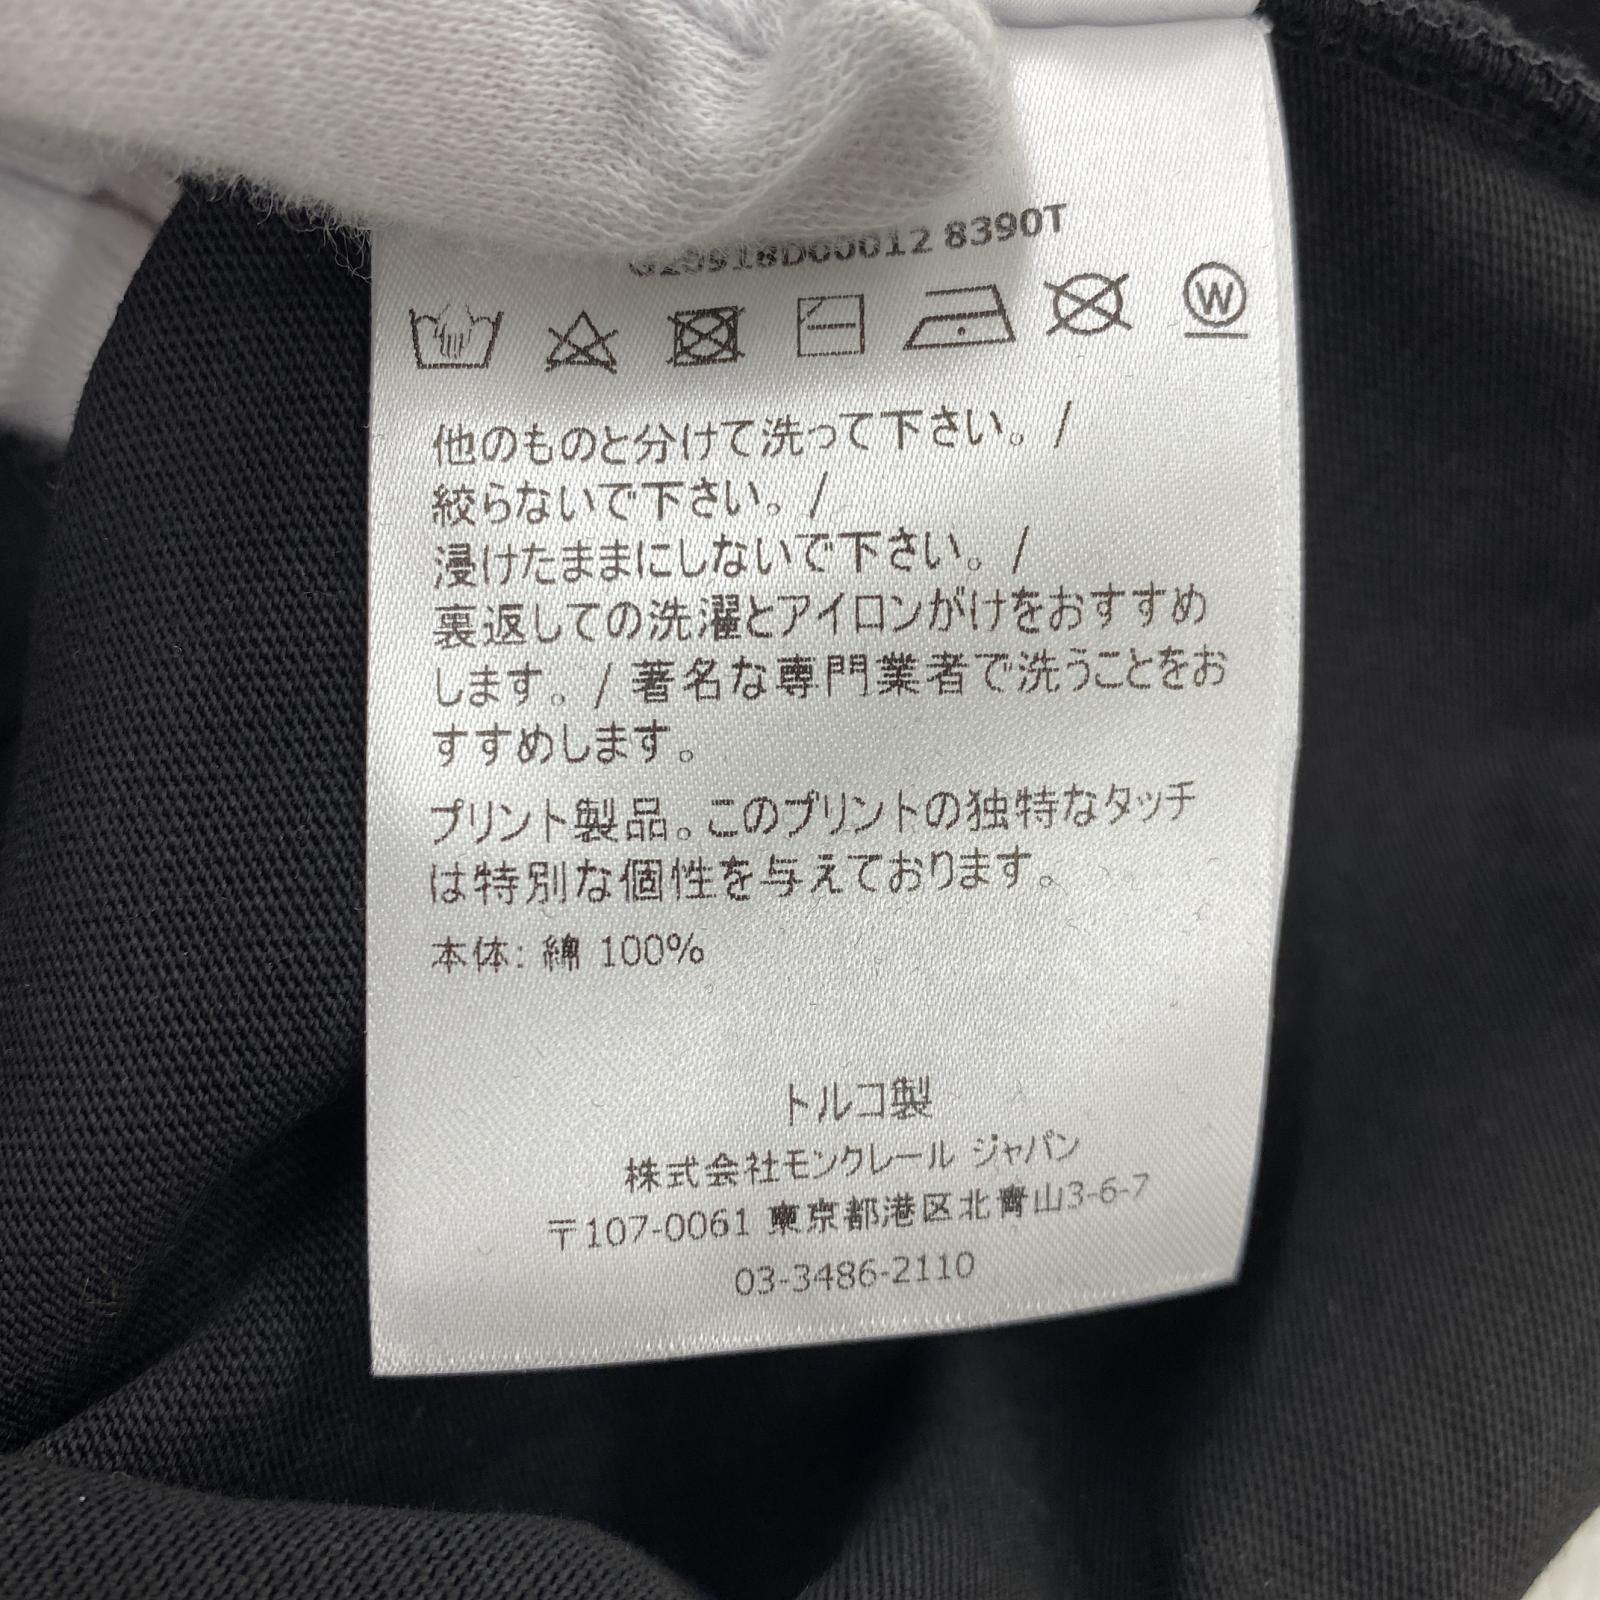 G20918D00012 8390T
W
他のものと分けて洗って下さい。/
絞らないで下さい。/
浸けたままにしないで下さい。/
裏返しての洗濯とアイロンがけをおすすめ
します。/ 著名な専門業者で洗うことをお
すすめします。
プリント製品。このプリントの独特なタッチ
は特別な個性を与えております。
本体: 綿 100%
トルコ製
株式会社モンクレール ジャパン
〒107-0061 東京都港区北青山3-6-7
03-3486-2110